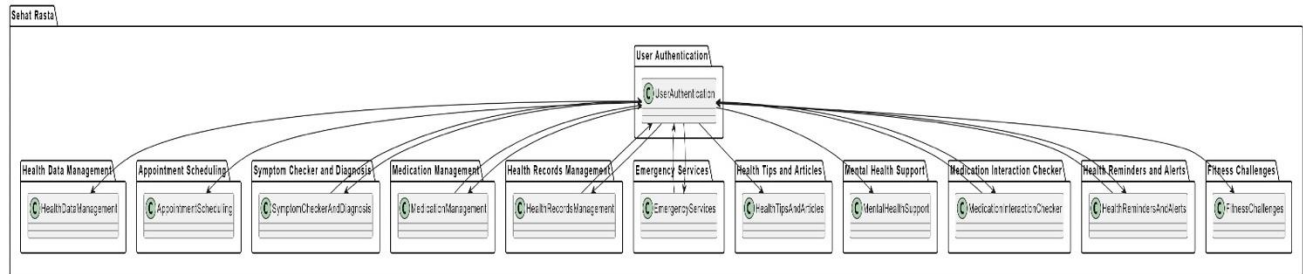 Sehat Rasta
User Authentication
C UserAuthentication
Health Data Management
Appointment Scheduling
Symptom Checker and Diagnosis
Medication Management
Health Records Management
Emergency Services
Health Tips and Articles
Mental Health Support
Medication Interaction Checker
Health Reminders and Alerts
Fitness Challenges
C HealthDataManagement
C AppointmentScheduling
C SymptomCheckerAndDiagnosis
C MedicationManagement
C HealthRecordsManagement
C EmergencyServices
C HealthTipsAndArticles
C MentalHealthSupport
C MedicationInteractionChecker
C HealthRemindersAndAlerts
C FitnessChallenges